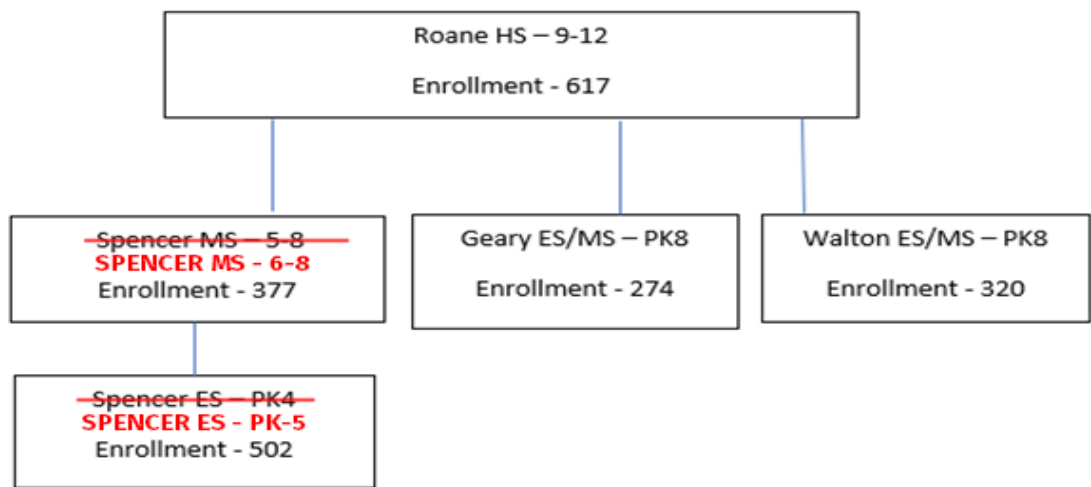 Roane HS – 9-12
Enrollment - 617
Spencer MS – 5-8
SPENCER MS - 6-8
Enrollment - 377
Geary ES/MS – PK8
Enrollment - 274
Walton ES/MS – PK8
Enrollment - 320
Spencer ES – PK4
SPENCER ES - PK-5
Enrollment - 502